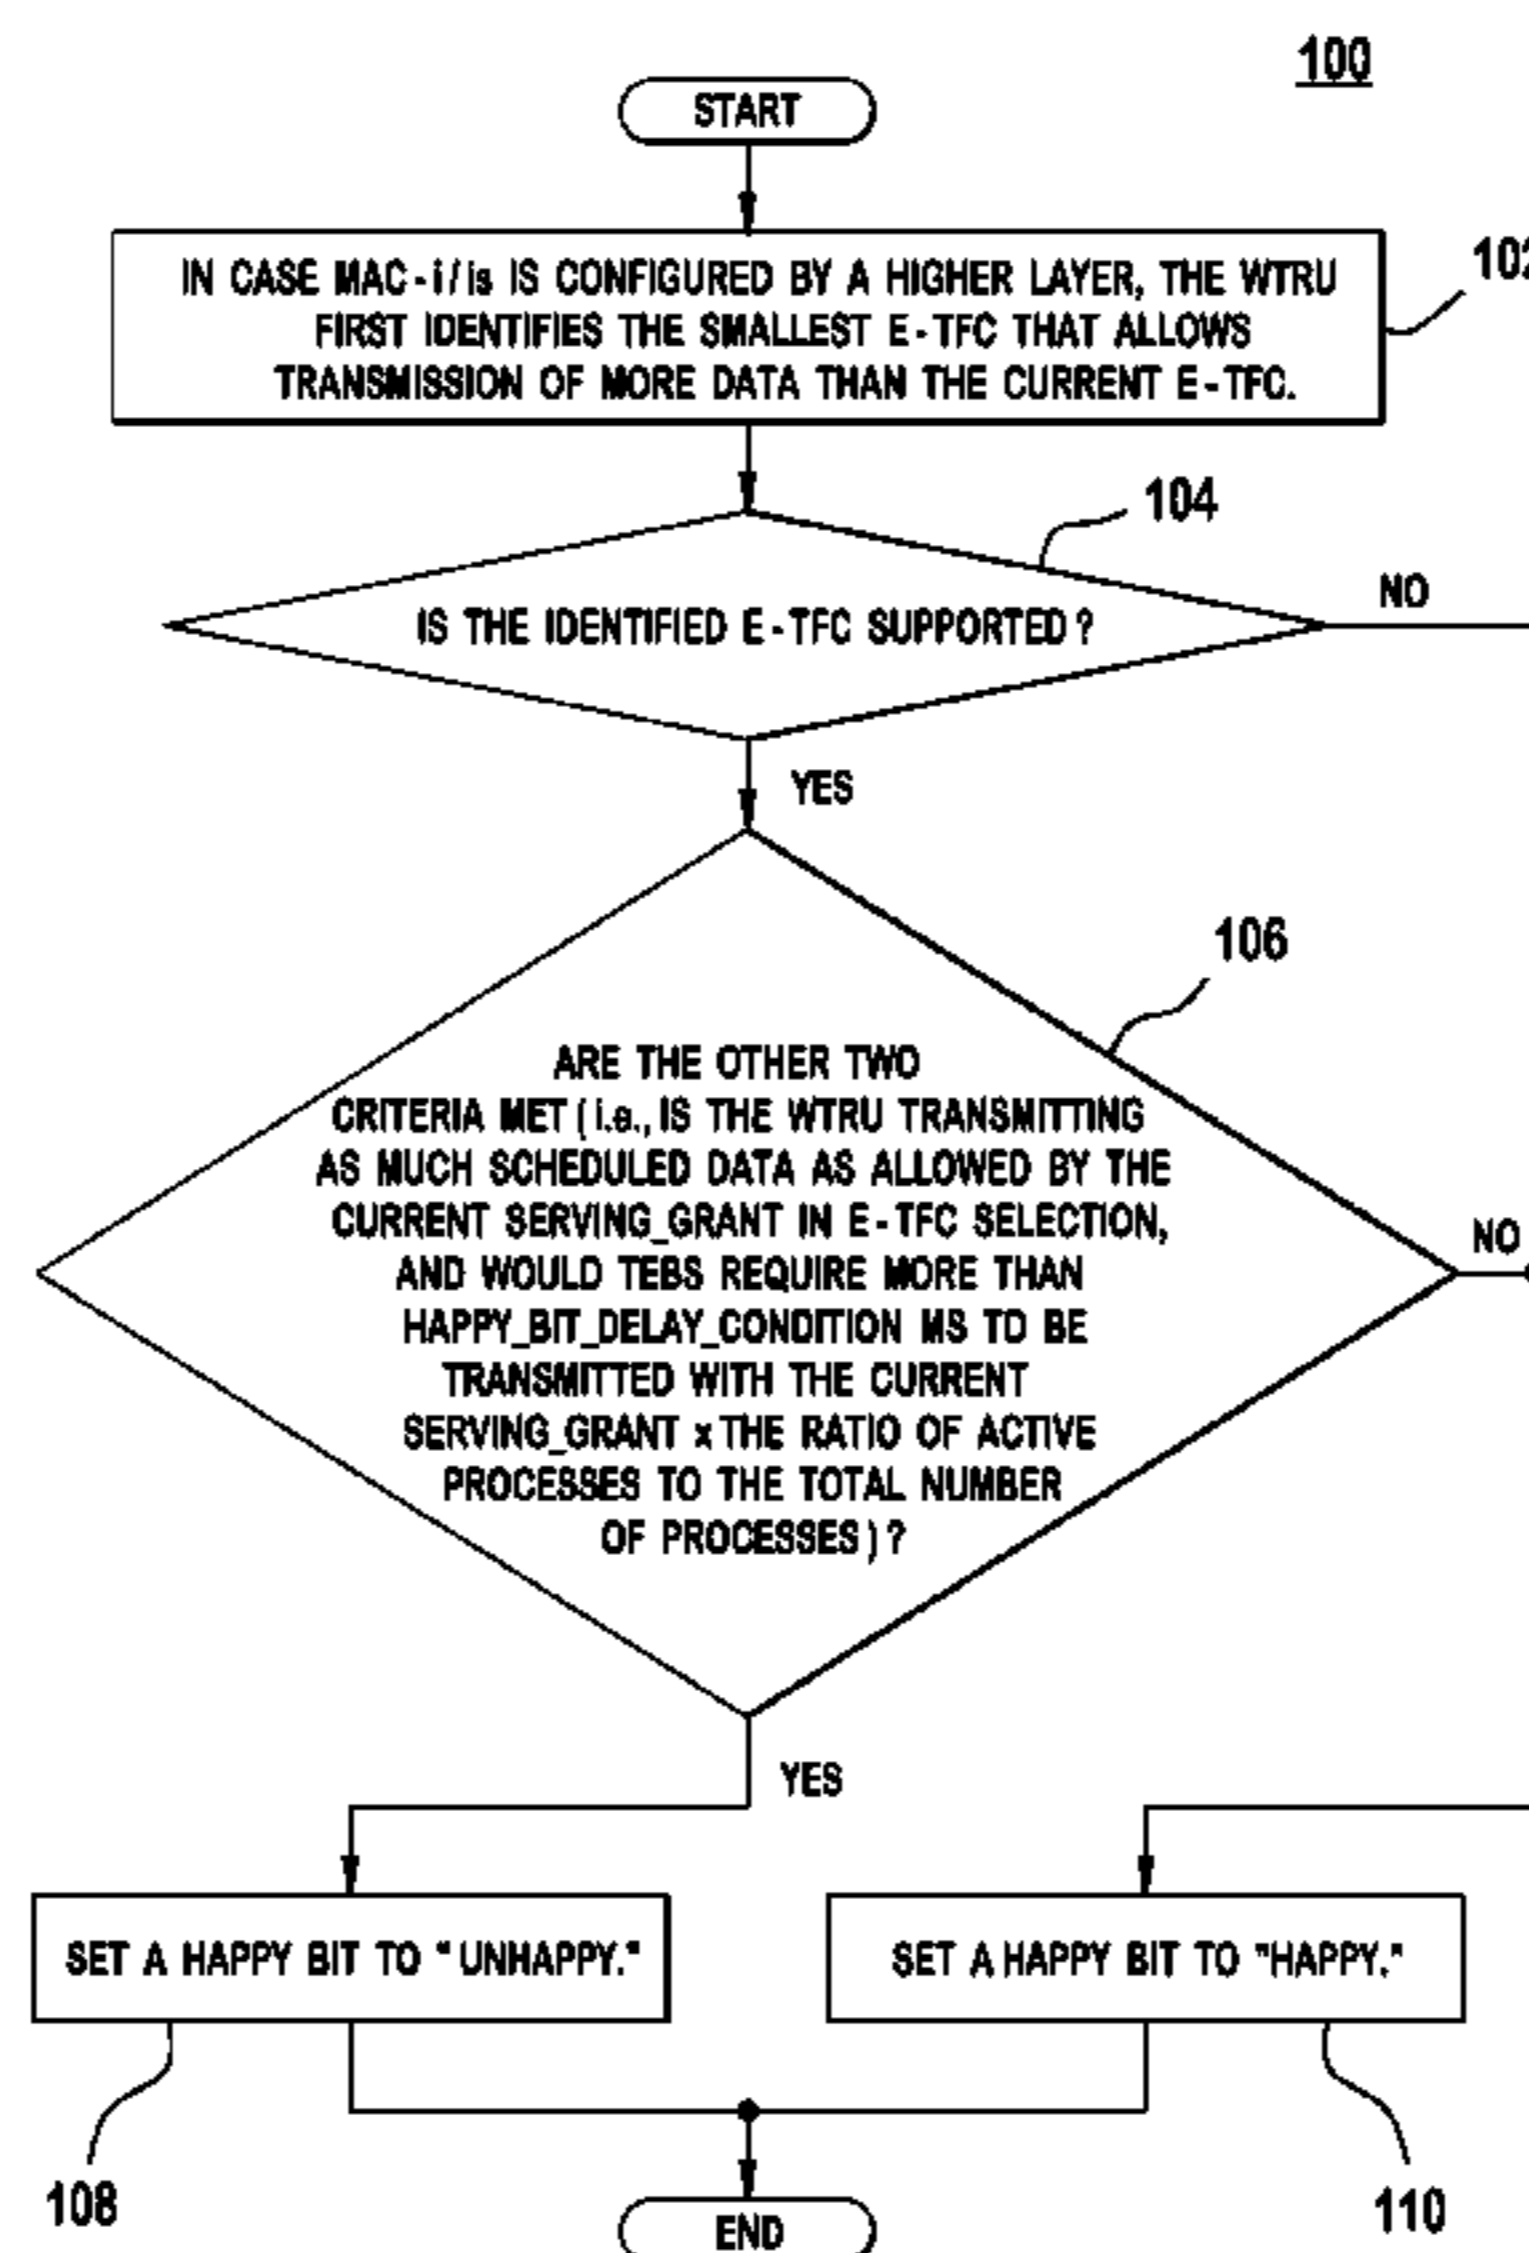 100
START
IN CASE MAC-i/is IS CONFIGURED BY A HIGHER LAYER, THE WTRU
FIRST IDENTIFIES THE SMALLEST E-TFC THAT ALLOWS
TRANSMISSION OF MORE DATA THAN THE CURRENT E-TFC.
102
104
NO
IS THE IDENTIFIED E-TFC SUPPORTED?
YES
106
ARE THE OTHER TWO
CRITERIA MET (i.e., IS THE WTRU TRANSMITTING
AS MUCH SCHEDULED DATA AS ALLOWED BY THE
CURRENT SERVING_GRANT IN E-TFC SELECTION,
AND WOULD TEBS REQUIRE MORE THAN
HAPPY_BIT_DELAY_CONDITION MS TO BE
TRANSMITTED WITH THE CURRENT
SERVING_GRANT x THE RATIO OF ACTIVE
PROCESSES TO THE TOTAL NUMBER
OF PROCESSES)?
NO
YES
SET A HAPPY BIT TO "UNHAPPY."
SET A HAPPY BIT TO "HAPPY."
108
110
END